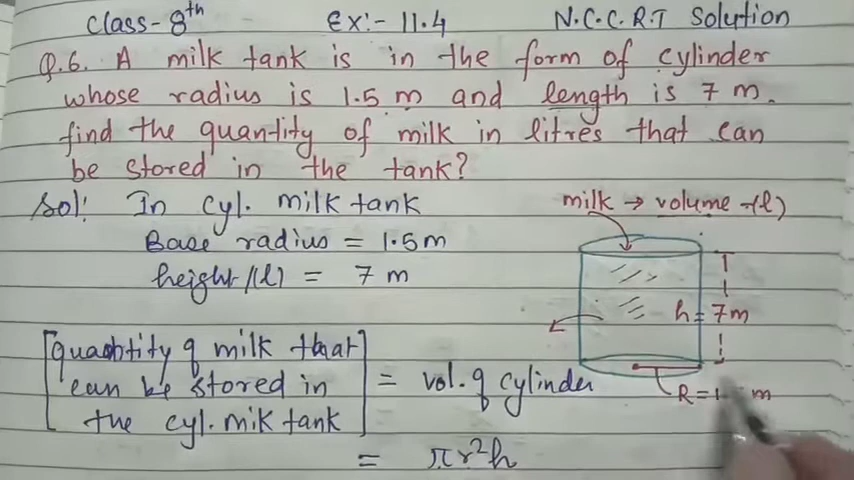 Class-8th Ex:- 11.4 N.C.C.R.T Solution
Q.6. A milk tank is in the form of cylinder
whose radius is 1.5 m and length is 7 m.
find the quantity of milk in litres that can
be stored in the tank?
Sol: In cyl. milk tank
milk → volume (l)
Base radius = 1.5m
height/(l) = 7 m
h = 7m
quantity of milk that
can be stored in = vol. of cylinder
R=1 m
the cyl. mik tank
= πr²h